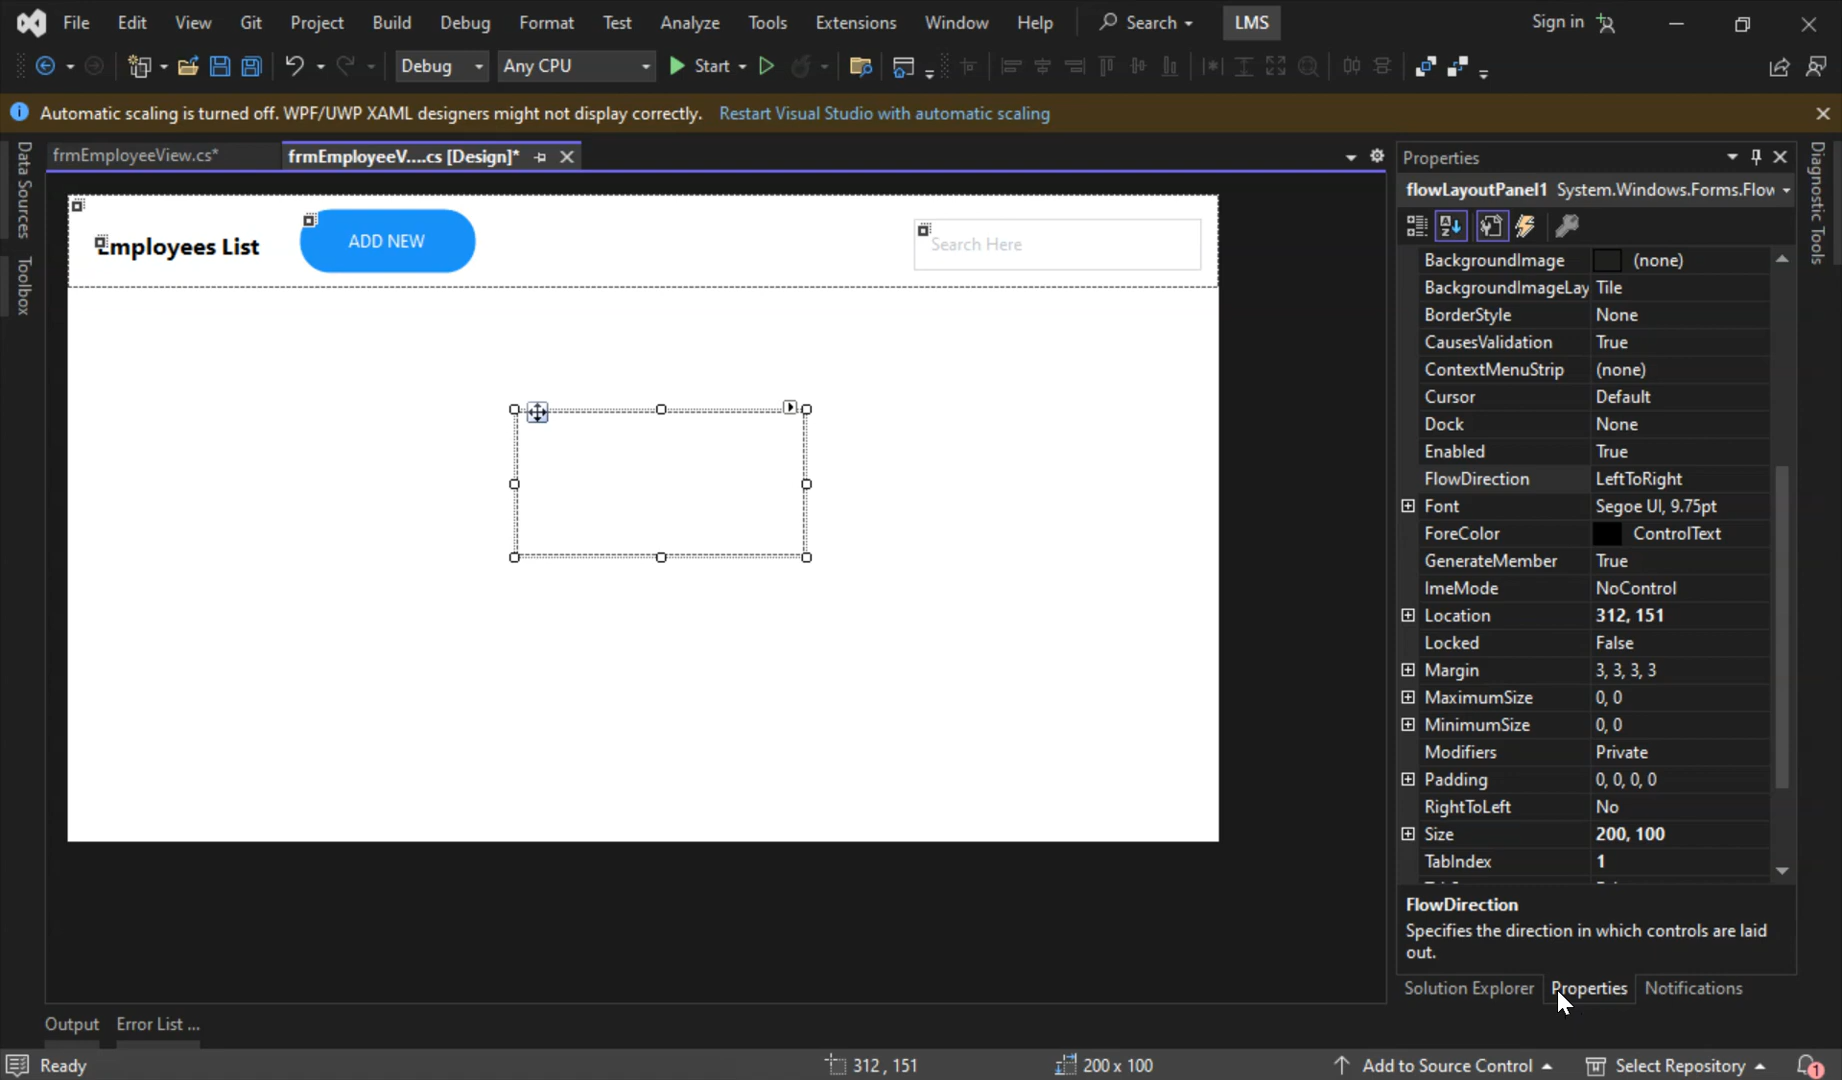 File Edit View Git Project Build Debug Format Test Analyze Tools Extensions Window Help Search LMS Sign in
Debug Any CPU Start
Automatic scaling is turned off. WPF/UWP XAML designers might not display correctly. Restart Visual Studio with automatic scaling
Data Sources
Toolbox
frmEmployeeView.cs* frmEmployeeV....cs [Design]*
Employees List ADD NEW Search Here
Properties
flowLayoutPanel1 System.Windows.Forms.Flow
BackgroundImage (none)
BackgroundImageLay Tile
BorderStyle None
CausesValidation True
ContextMenuStrip (none)
Cursor Default
Dock None
Enabled True
FlowDirection LeftToRight
Font Segoe UI, 9.75pt
ForeColor ControlText
GenerateMember True
ImeMode NoControl
Location 312, 151
Locked False
Margin 3, 3, 3, 3
MaximumSize 0, 0
MinimumSize 0, 0
Modifiers Private
Padding 0, 0, 0, 0
RightToLeft No
Size 200, 100
TabIndex 1
FlowDirection
Specifies the direction in which controls are laid
out.
Solution Explorer Properties Notifications
Diagnostic Tools
Output Error List ...
Ready 312 , 151 200 x 100 Add to Source Control Select Repository 1